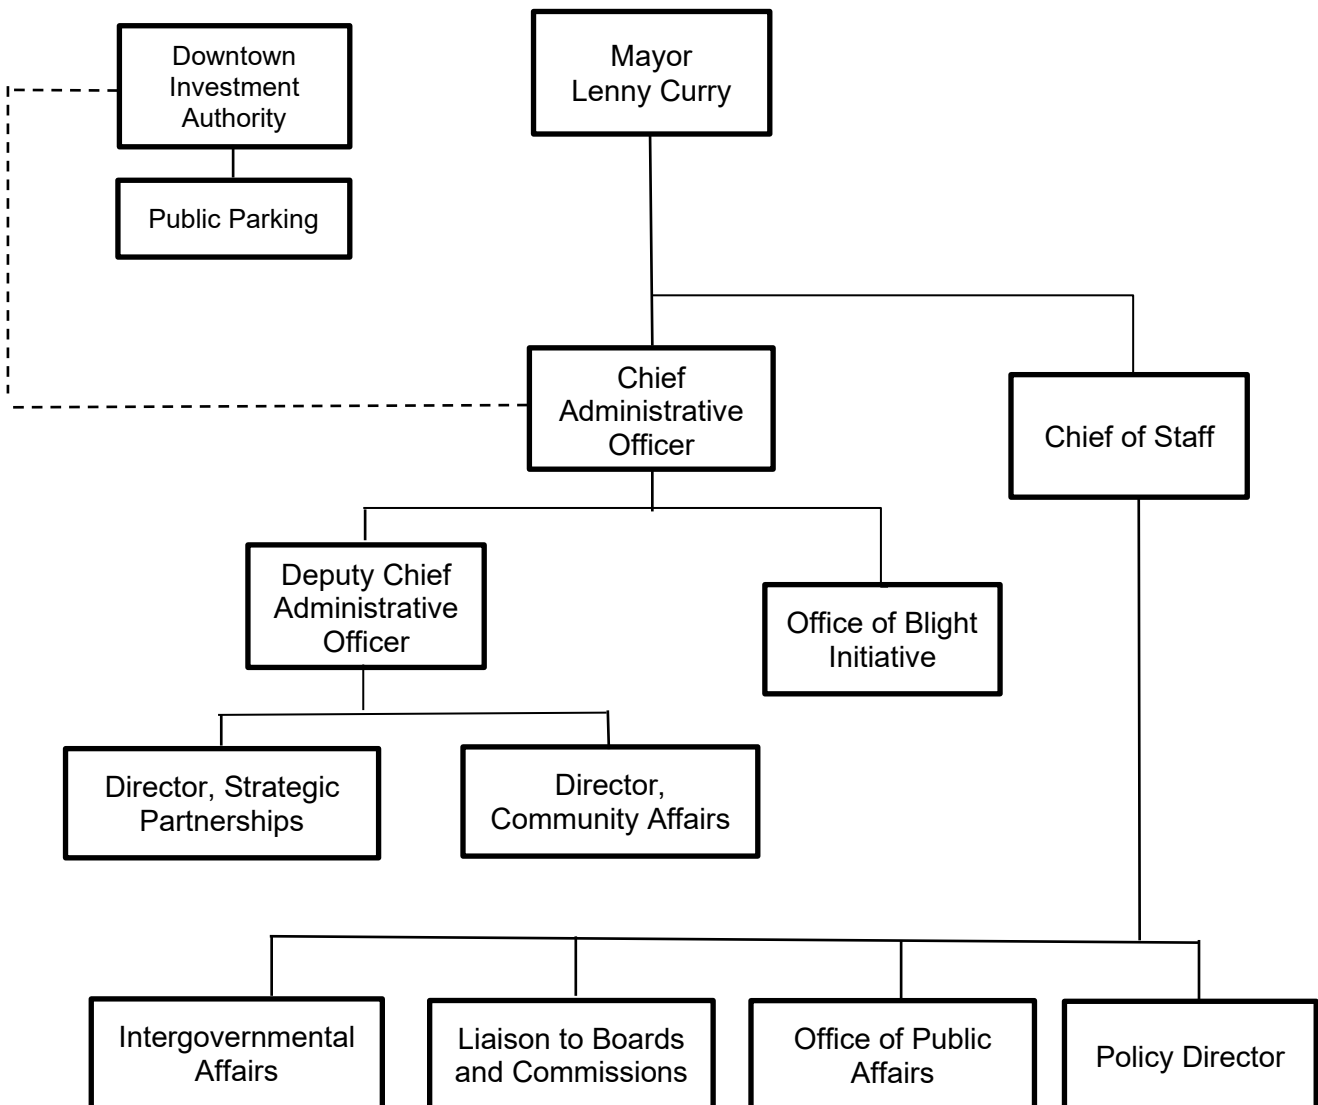 Downtown
Investment
Authority
Mayor
Lenny Curry
Public Parking
Chief
Administrative
Officer
Chief of Staff
Deputy Chief
Administrative
Officer
Office of Blight
Initiative
Director, Strategic
Partnerships
Director,
Community Affairs
Intergovernmental
Affairs
Liaison to Boards
and Commissions
Office of Public
Affairs
Policy Director